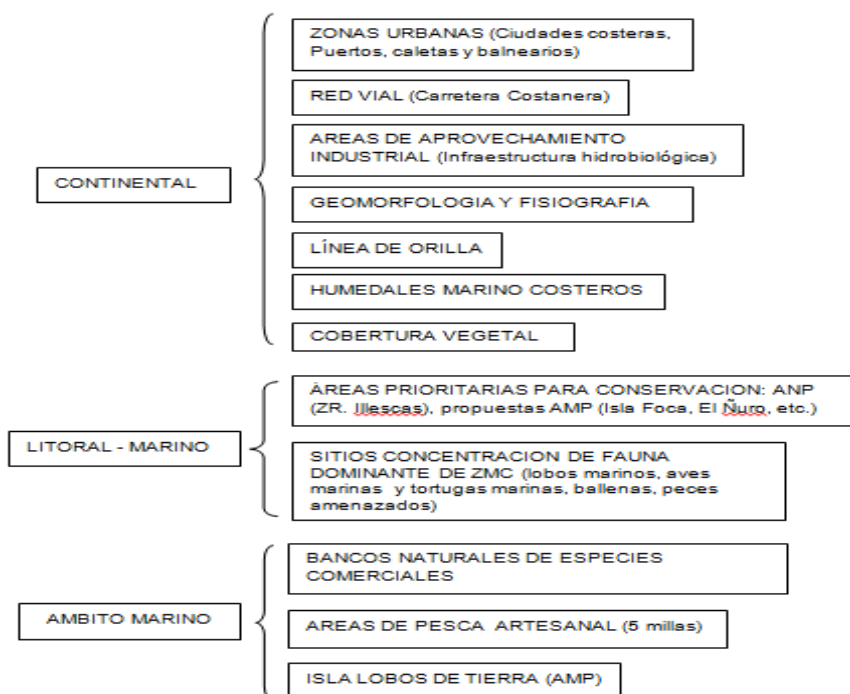 CONTINENTAL
ZONAS URBANAS (Ciudades costeras,
Puertos, caletas y balnearios)
RED VIAL (Carretera Costanera)
AREAS DE APROVECHAMIENTO
INDUSTRIAL (Infraestructura hidrobiológica)
GEOMORFOLOGIA Y FISIOGRAFIA
LÍNEA DE ORILLA
HUMEDALES MARINO COSTEROS
COBERTURA VEGETAL
LITORAL - MARINO
ÁREAS PRIORITARIAS PARA CONSERVACION: ANP
(ZR. Illescas), propuestas AMP (Isla Foca, El Ñuro, etc.)
SITIOS CONCENTRACION DE FAUNA
DOMINANTE DE ZMC (lobos marinos, aves
marinas y tortugas marinas, ballenas, peces
amenazados)
AMBITO MARINO
BANCOS NATURALES DE ESPECIES
COMERCIALES
AREAS DE PESCA ARTESANAL (5 millas)
ISLA LOBOS DE TIERRA (AMP)